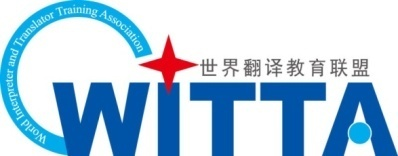 World Interpreter and Translator Training Association
世界翻译教育联盟
WITTA